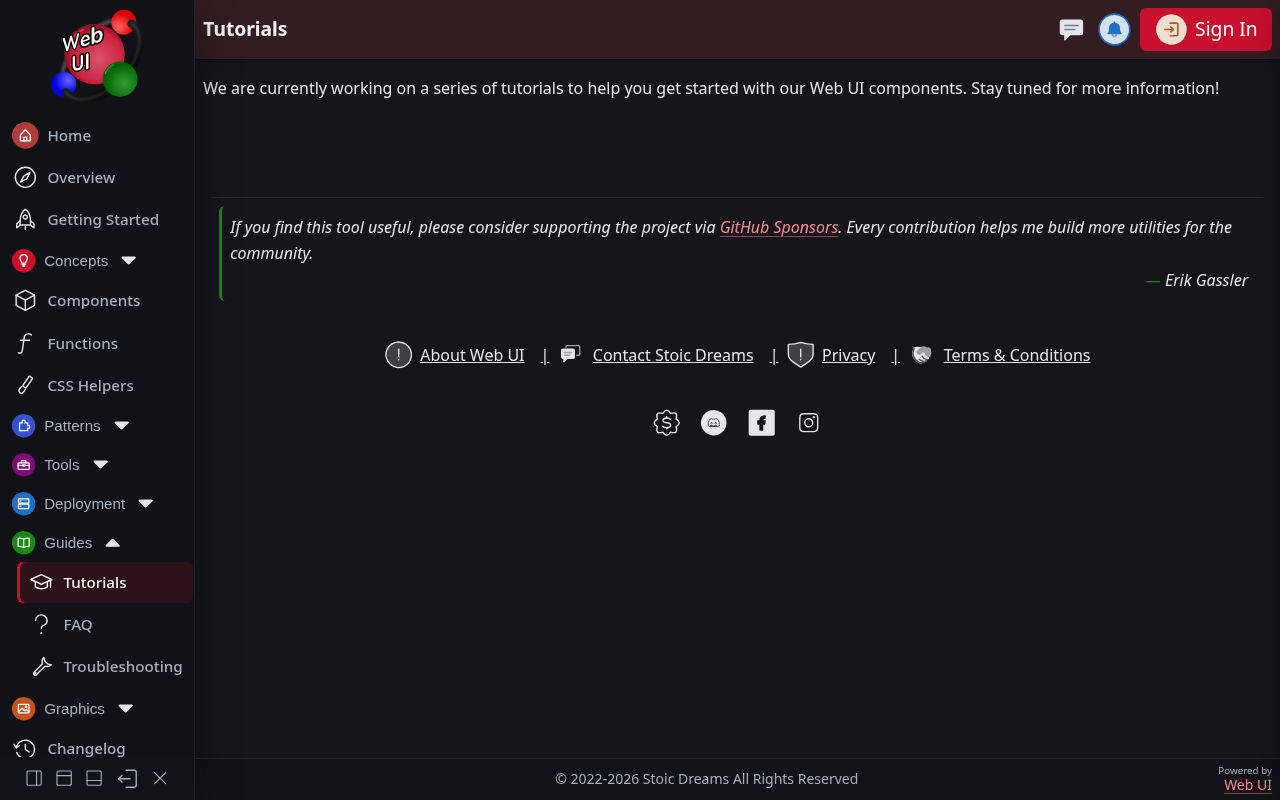 Web
UI
Home
Overview
Getting Started
Concepts
Components
Functions
CSS Helpers
Patterns
Tools
Deployment
Guides
Tutorials
FAQ
Troubleshooting
Graphics
Changelog
Tutorials
Sign In
We are currently working on a series of tutorials to help you get started with our Web UI components. Stay tuned for more information!
If you find this tool useful, please consider supporting the project via GitHub Sponsors. Every contribution helps me build more utilities for the
community.
— Erik Gassler
About Web UI | Contact Stoic Dreams | Privacy | Terms & Conditions
© 2022-2026 Stoic Dreams All Rights Reserved
Powered by
Web UI